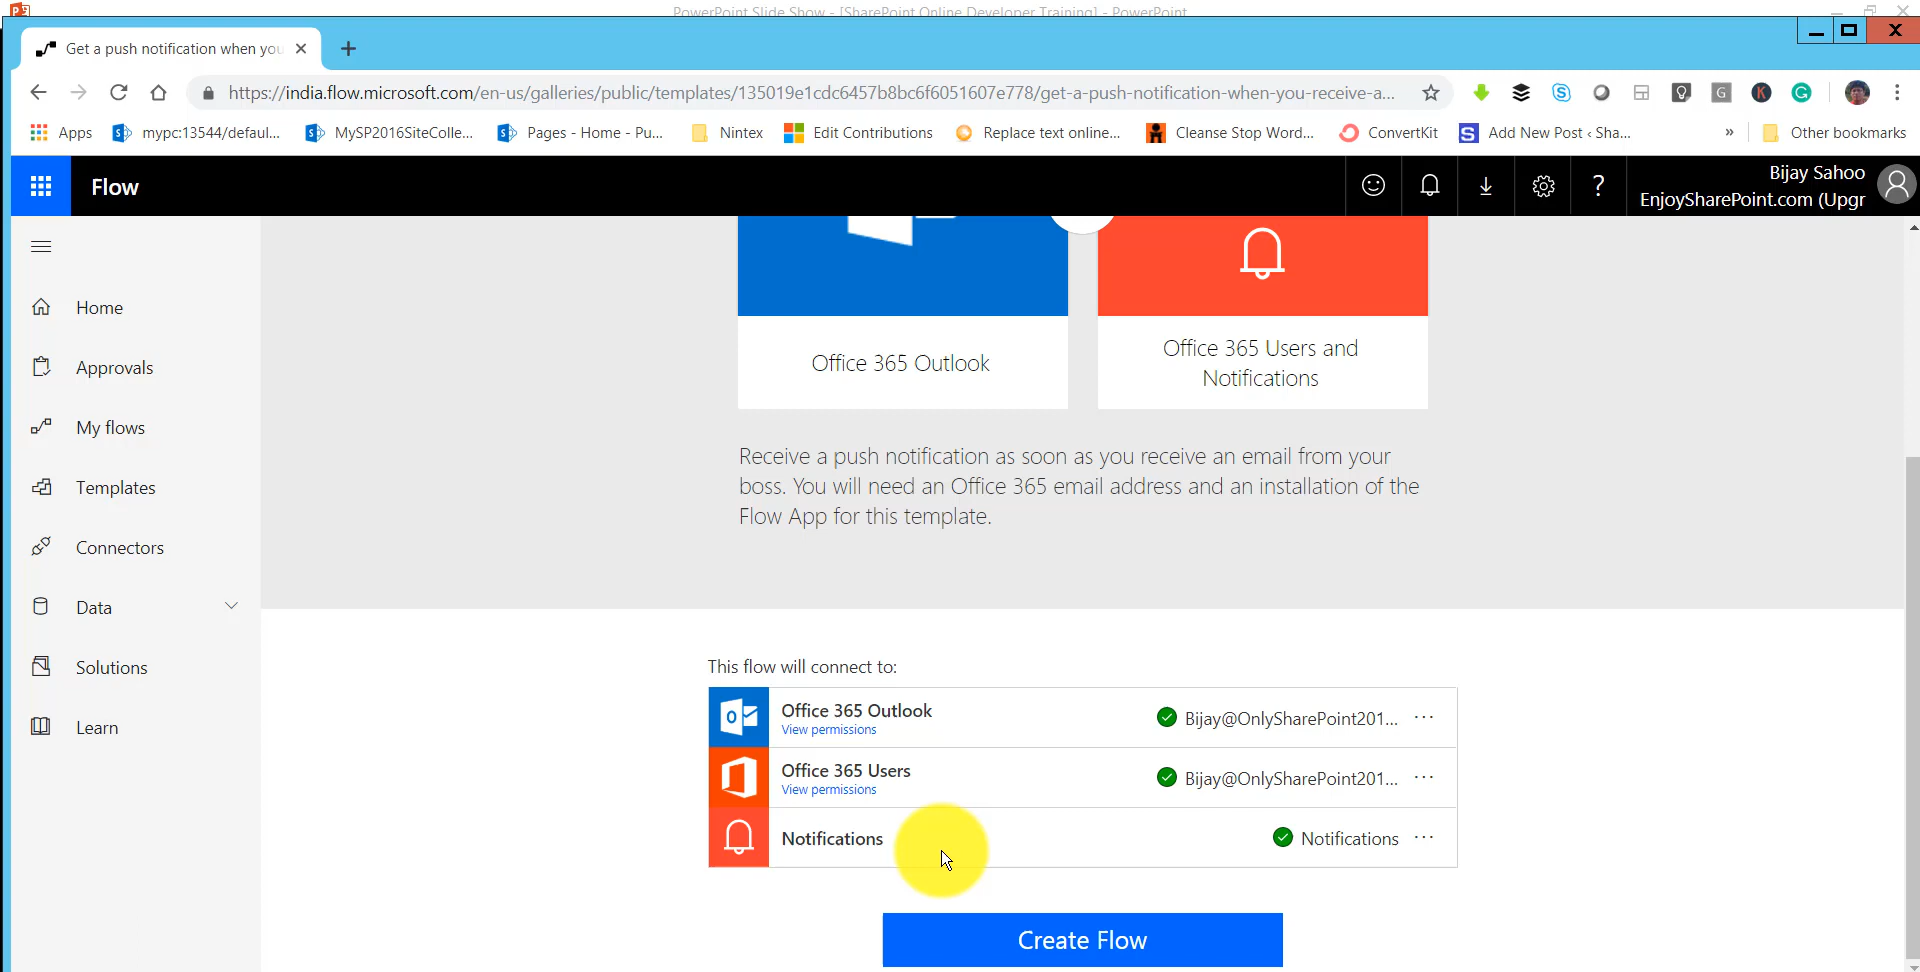 PowerPoint Slide Show - [SharePoint Online Developer Training] - PowerPoint
Get a push notification when you
https://india.flow.microsoft.com/en-us/galleries/public/templates/135019e1cdc6457b8bc6f6051607e778/get-a-push-notification-when-you-receive-a...
Apps mypc:13544/defaul... MySP2016SiteColle... Pages - Home - Pu... Nintex Edit Contributions Replace text online... Cleanse Stop Word... ConvertKit S Add New Post ‹ Sha... » Other bookmarks
Flow
?
Bijay Sahoo
EnjoySharePoint.com (Upgr
Home
Approvals
My flows
Templates
Connectors
Data
Solutions
Learn
Office 365 Outlook
Office 365 Users and
Notifications
Receive a push notification as soon as you receive an email from your
boss. You will need an Office 365 email address and an installation of the
Flow App for this template.
This flow will connect to:
Office 365 Outlook
View permissions
Bijay@OnlySharePoint201... ...
Office 365 Users
View permissions
Bijay@OnlySharePoint201... ...
Notifications
Notifications ...
Create Flow